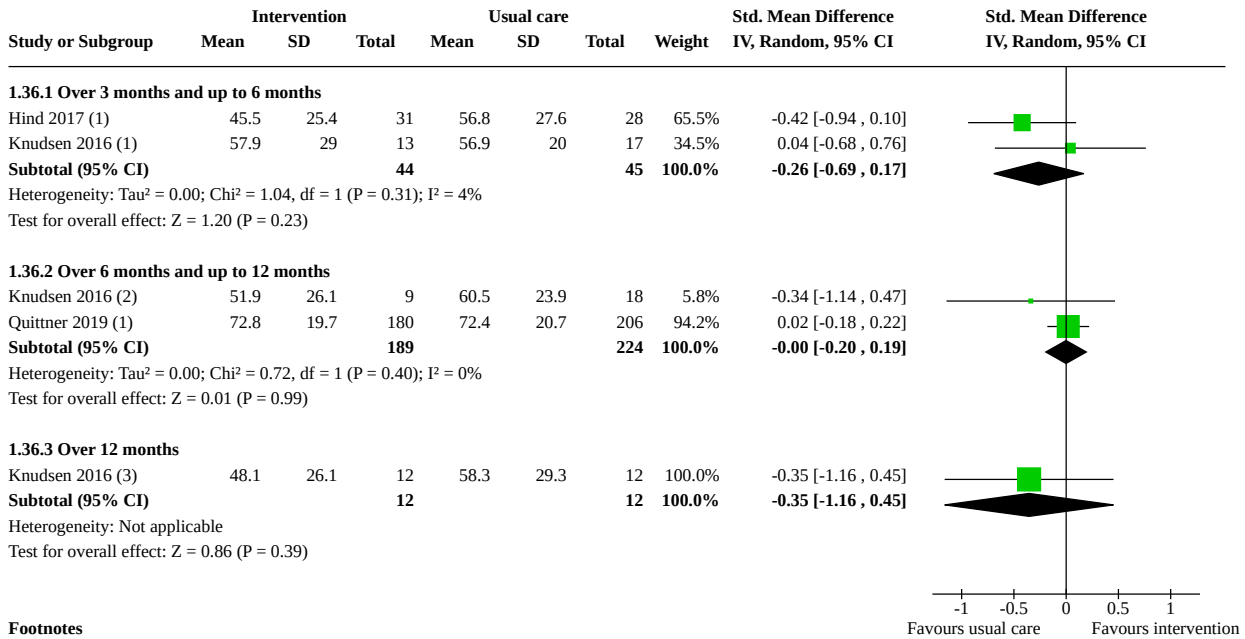 Intervention Usual care Std. Mean Difference Std. Mean Difference
Study or Subgroup Mean SD Total Mean SD Total Weight IV, Random, 95% CI IV, Random, 95% CI
1.36.1 Over 3 months and up to 6 months
Hind 2017 (1) 45.5 25.4 31 56.8 27.6 28 65.5% -0.42 [-0.94 , 0.10]
Knudsen 2016 (1) 57.9 29 13 56.9 20 17 34.5% 0.04 [-0.68 , 0.76]
Subtotal (95% CI) 44 45 100.0% -0.26 [-0.69 , 0.17]
Heterogeneity: Tau² = 0.00; Chi² = 1.04, df = 1 (P = 0.31); I² = 4%
Test for overall effect: Z = 1.20 (P = 0.23)
1.36.2 Over 6 months and up to 12 months
Knudsen 2016 (2) 51.9 26.1 9 60.5 23.9 18 5.8% -0.34 [-1.14 , 0.47]
Quittner 2019 (1) 72.8 19.7 180 72.4 20.7 206 94.2% 0.02 [-0.18 , 0.22]
Subtotal (95% CI) 189 224 100.0% -0.00 [-0.20 , 0.19]
Heterogeneity: Tau² = 0.00; Chi² = 0.72, df = 1 (P = 0.40); I² = 0%
Test for overall effect: Z = 0.01 (P = 0.99)
1.36.3 Over 12 months
Knudsen 2016 (3) 48.1 26.1 12 58.3 29.3 12 100.0% -0.35 [-1.16 , 0.45]
Subtotal (95% CI) 12 12 100.0% -0.35 [-1.16 , 0.45]
Heterogeneity: Not applicable
Test for overall effect: Z = 0.86 (P = 0.39)
-1 -0.5 0 0.5 1
Footnotes Favours usual care Favours intervention